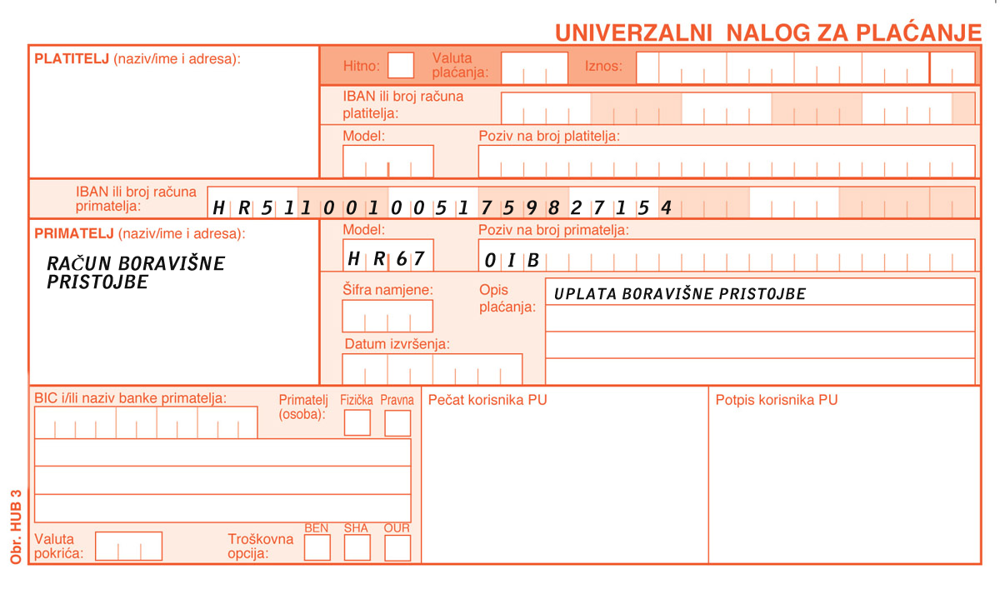 UNIVERZALNI NALOG ZA PLAĆANJE
PLATITELJ (naziv/ime i adresa):
Hitno:
Valuta
plaćanja:
Iznos:
IBAN ili broj računa
platitelja:
Model:
Poziv na broj platitelja:
IBAN ili broj računa
primatelja:
HR5110010051759827154
PRIMATELJ (naziv/ime i adresa):
RAČUN BORAVIŠNE
PRISTOJBE
Model:
HR67
Poziv na broj primatelja:
OIB
Šifra namjene:
Opis
plaćanja:
UPLATA BORAVIŠNE PRISTOJBE
Datum izvršenja:
BIC i/ili naziv banke primatelja:
Primatelj
(osoba):
Fizička
Pravna
Pečat korisnika PU
Potpis korisnika PU
Valuta
pokrića:
Troškovna
opcija:
BEN
SHA
OUR
Obr. HUB 3